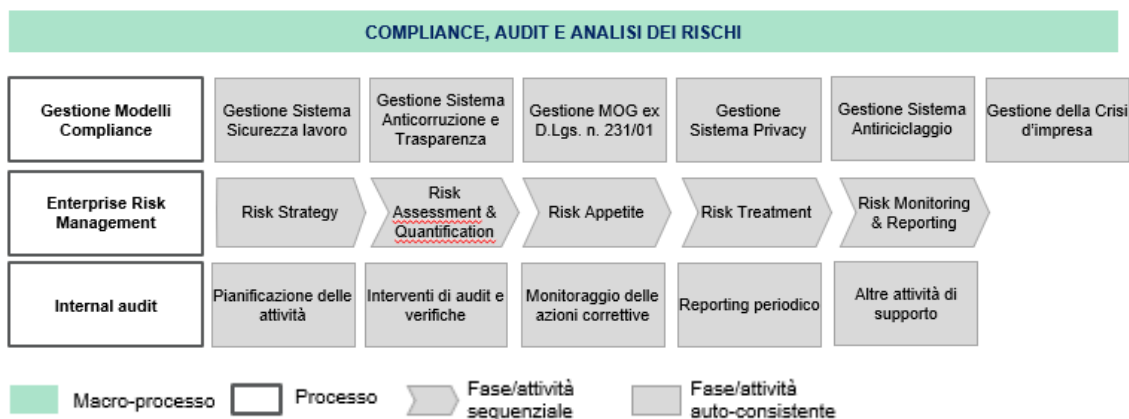 COMPLIANCE, AUDIT E ANALISI DEI RISCHI
Gestione Modelli
Compliance
Gestione Sistema
Sicurezza lavoro
Gestione Sistema
Anticorruzione e
Trasparenza
Gestione MOG ex
D.Lgs. n. 231/01
Gestione
Sistema Privacy
Gestione Sistema
Antiriciclaggio
Gestione della Crisi
d'impresa
Enterprise Risk
Management
Risk Strategy
Risk
Assessment &
Quantification
Risk Appetite
Risk Treatment
Risk Monitoring
& Reporting
Internal audit
Pianificazione delle
attività
Interventi di audit e
verifiche
Monitoraggio delle
azioni correttive
Reporting periodico
Altre attività di
supporto
Macro-processo
Processo
Fase/attività
sequenziale
Fase/attività
auto-consistente